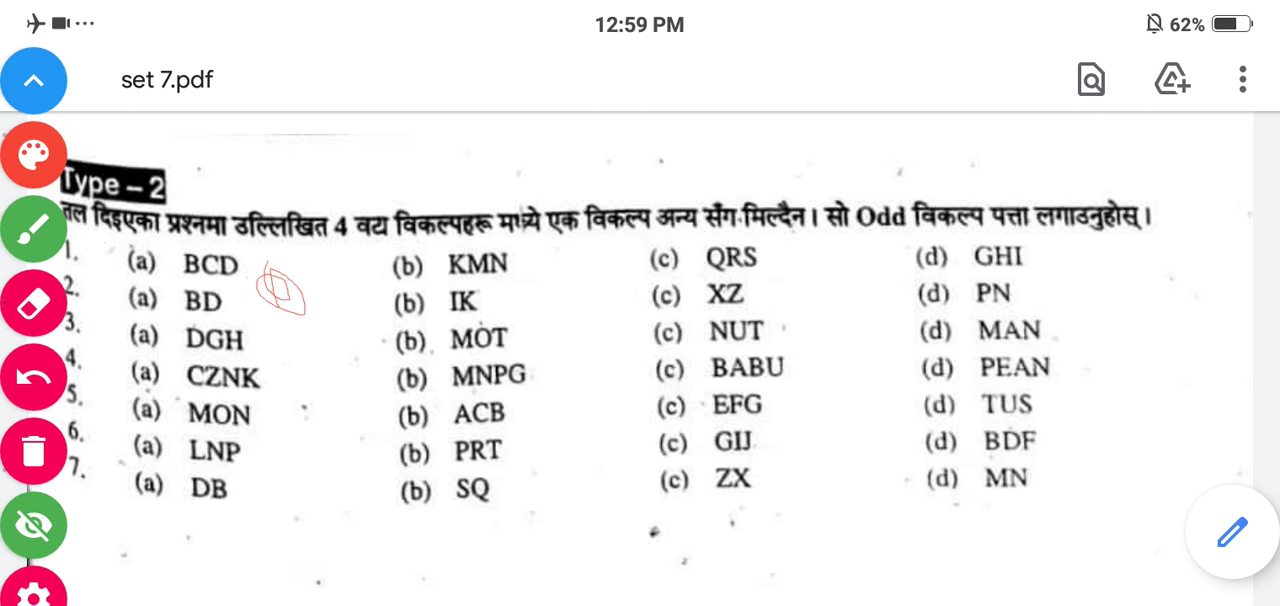 12:59 PM
62%
set 7.pdf
Type – 2
तल दिइएका प्रश्नमा उल्लिखित 4 वटा विकल्पहरू मध्ये एक विकल्प अन्य सँग मिल्दैन। सो Odd विकल्प पत्ता लगाउनुहोस्।
1. (a) BCD (b) KMN (c) QRS (d) GHI
2. (a) BD (b) IK (c) XZ (d) PN
3. (a) DGH (b) MOT (c) NUT (d) MAN
4. (a) CZNK (b) MNPG (c) BABU (d) PEAN
5. (a) MON (b) ACB (c) EFG (d) TUS
6. (a) LNP (b) PRT (c) GIJ (d) BDF
7. (a) DB (b) SQ (c) ZX (d) MN